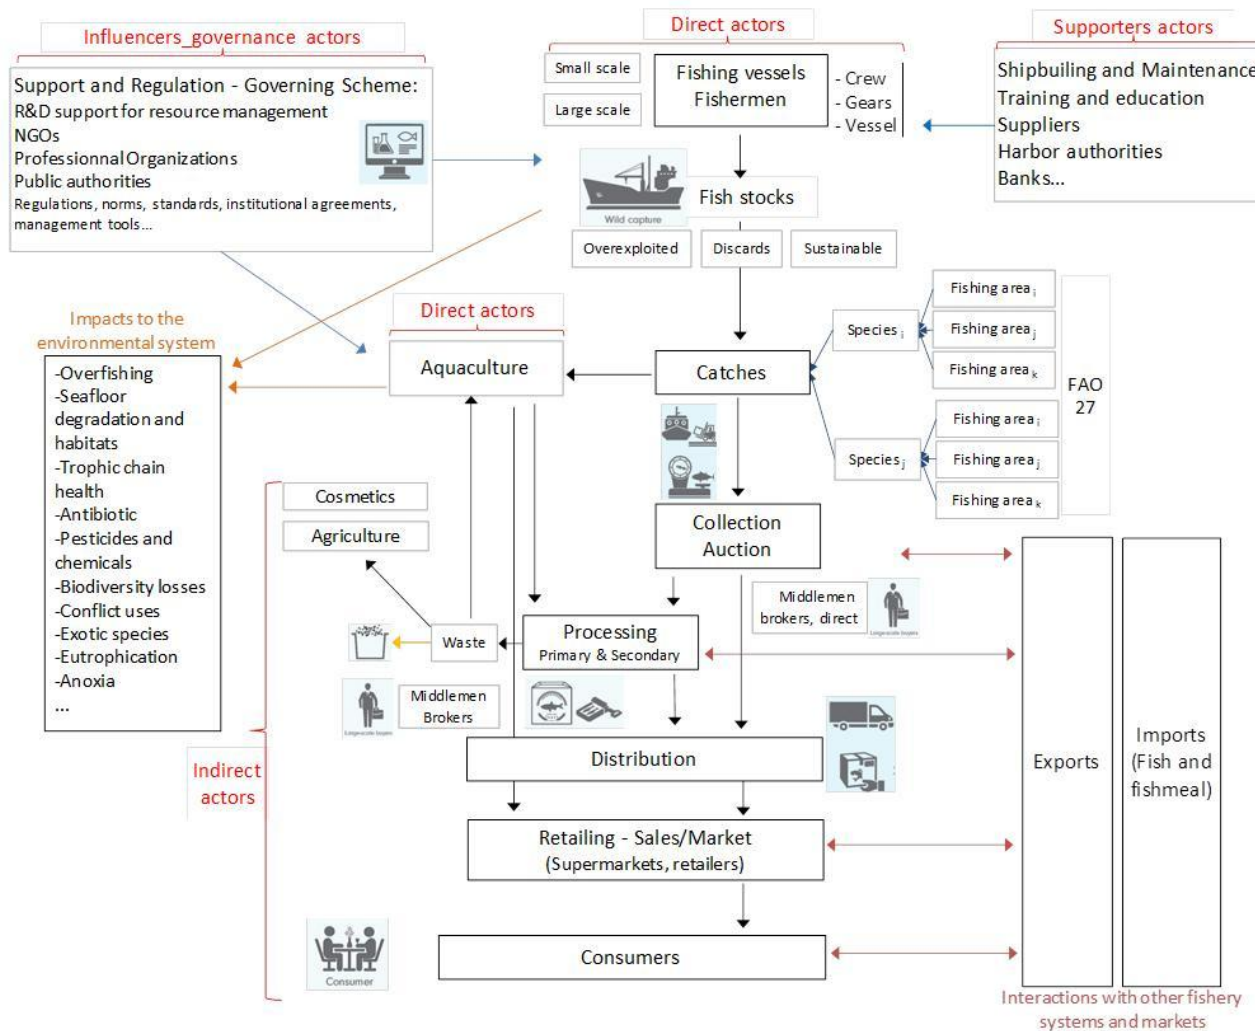 Influencers_governance actors
Support and Regulation - Governing Scheme:
R&D support for resource management
NGOs
Professionnal Organizations
Public authorities
Regulations, norms, standards, institutional agreements,
management tools...
Direct actors
Small scale
Large scale
Fishing vessels
Fishermen
- Crew
- Gears
- Vessel
Supporters actors
Shipbuiling and Maintenance
Training and education
Suppliers
Harbor authorities
Banks...
Wild capture
Fish stocks
Overexploited
Discards
Sustainable
Impacts to the
environmental system
-Overfishing
-Seafloor
degradation and
habitats
-Trophic chain
health
-Antibiotic
-Pesticides and
chemicals
-Biodiversity losses
-Conflict uses
-Exotic species
-Eutrophication
-Anoxia
...
Direct actors
Aquaculture
Catches
Species i
Species j
Fishing area i
Fishing area j
Fishing area k
Fishing area i
Fishing area j
Fishing area k
FAO
27
Cosmetics
Agriculture
Collection
Auction
Middlemen
brokers, direct
Large scale buyers
Waste
Processing
Primary & Secondary
Large scale buyers
Middlemen
Brokers
Indirect
actors
Distribution
Retailing - Sales/Market
(Supermarkets, retailers)
Consumers
Consumer
Exports
Imports
(Fish and
fishmeal)
Interactions with other fishery
systems and markets